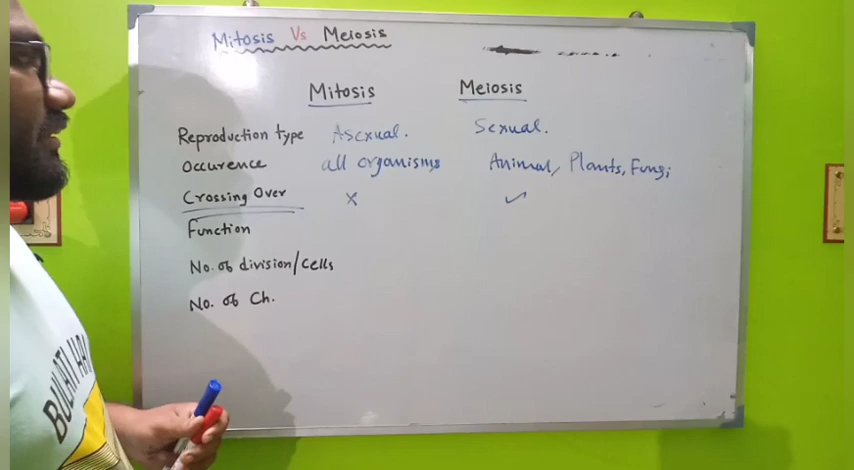 Mitosis Vs Meiosis
Mitosis Meiosis
Reproduction type Asexual. Sexual.
Occurence all organisms Animal, Plants, Fungi
Crossing Over × ✓
Function
No. of division/cells
No. of Ch.